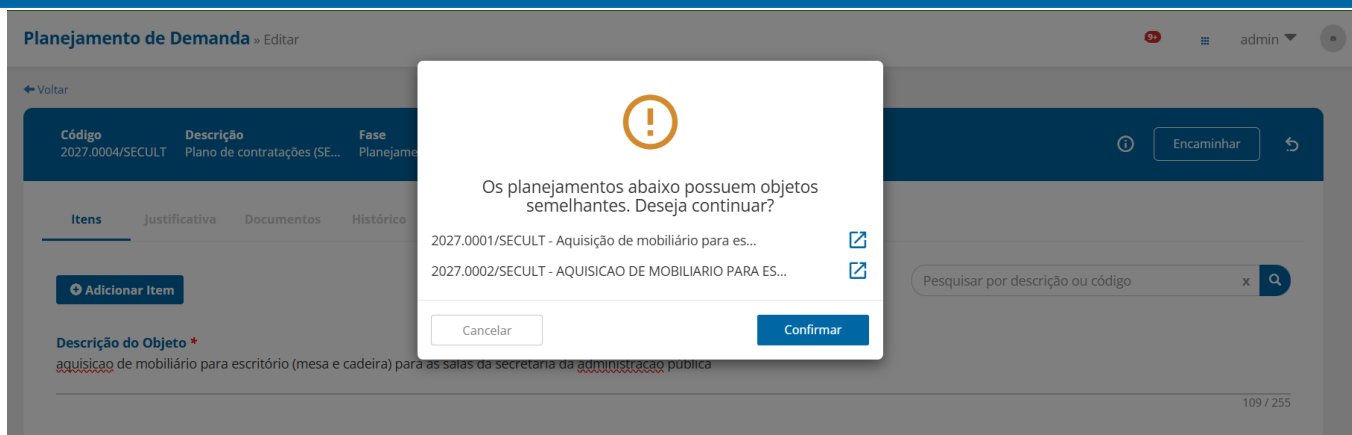 Planejamento de Demanda » Editar
9+
admin
Voltar
Código Descrição Fase
2027.0004/SECULT Plano de contratações (SE... Planejame
Encaminhar
Itens Justificativa Documentos Histórico
Os planejamentos abaixo possuem objetos
semelhantes. Deseja continuar?
2027.0001/SECULT - Aquisição de mobiliário para es...
2027.0002/SECULT - AQUISICAO DE MOBILIARIO PARA ES...
Cancelar Confirmar
Adicionar Item
Pesquisar por descrição ou código x
Descrição do Objeto *
aquisicao de mobiliário para escritório (mesa e cadeira) para as salas da secretaria da administracao publica
109 / 255